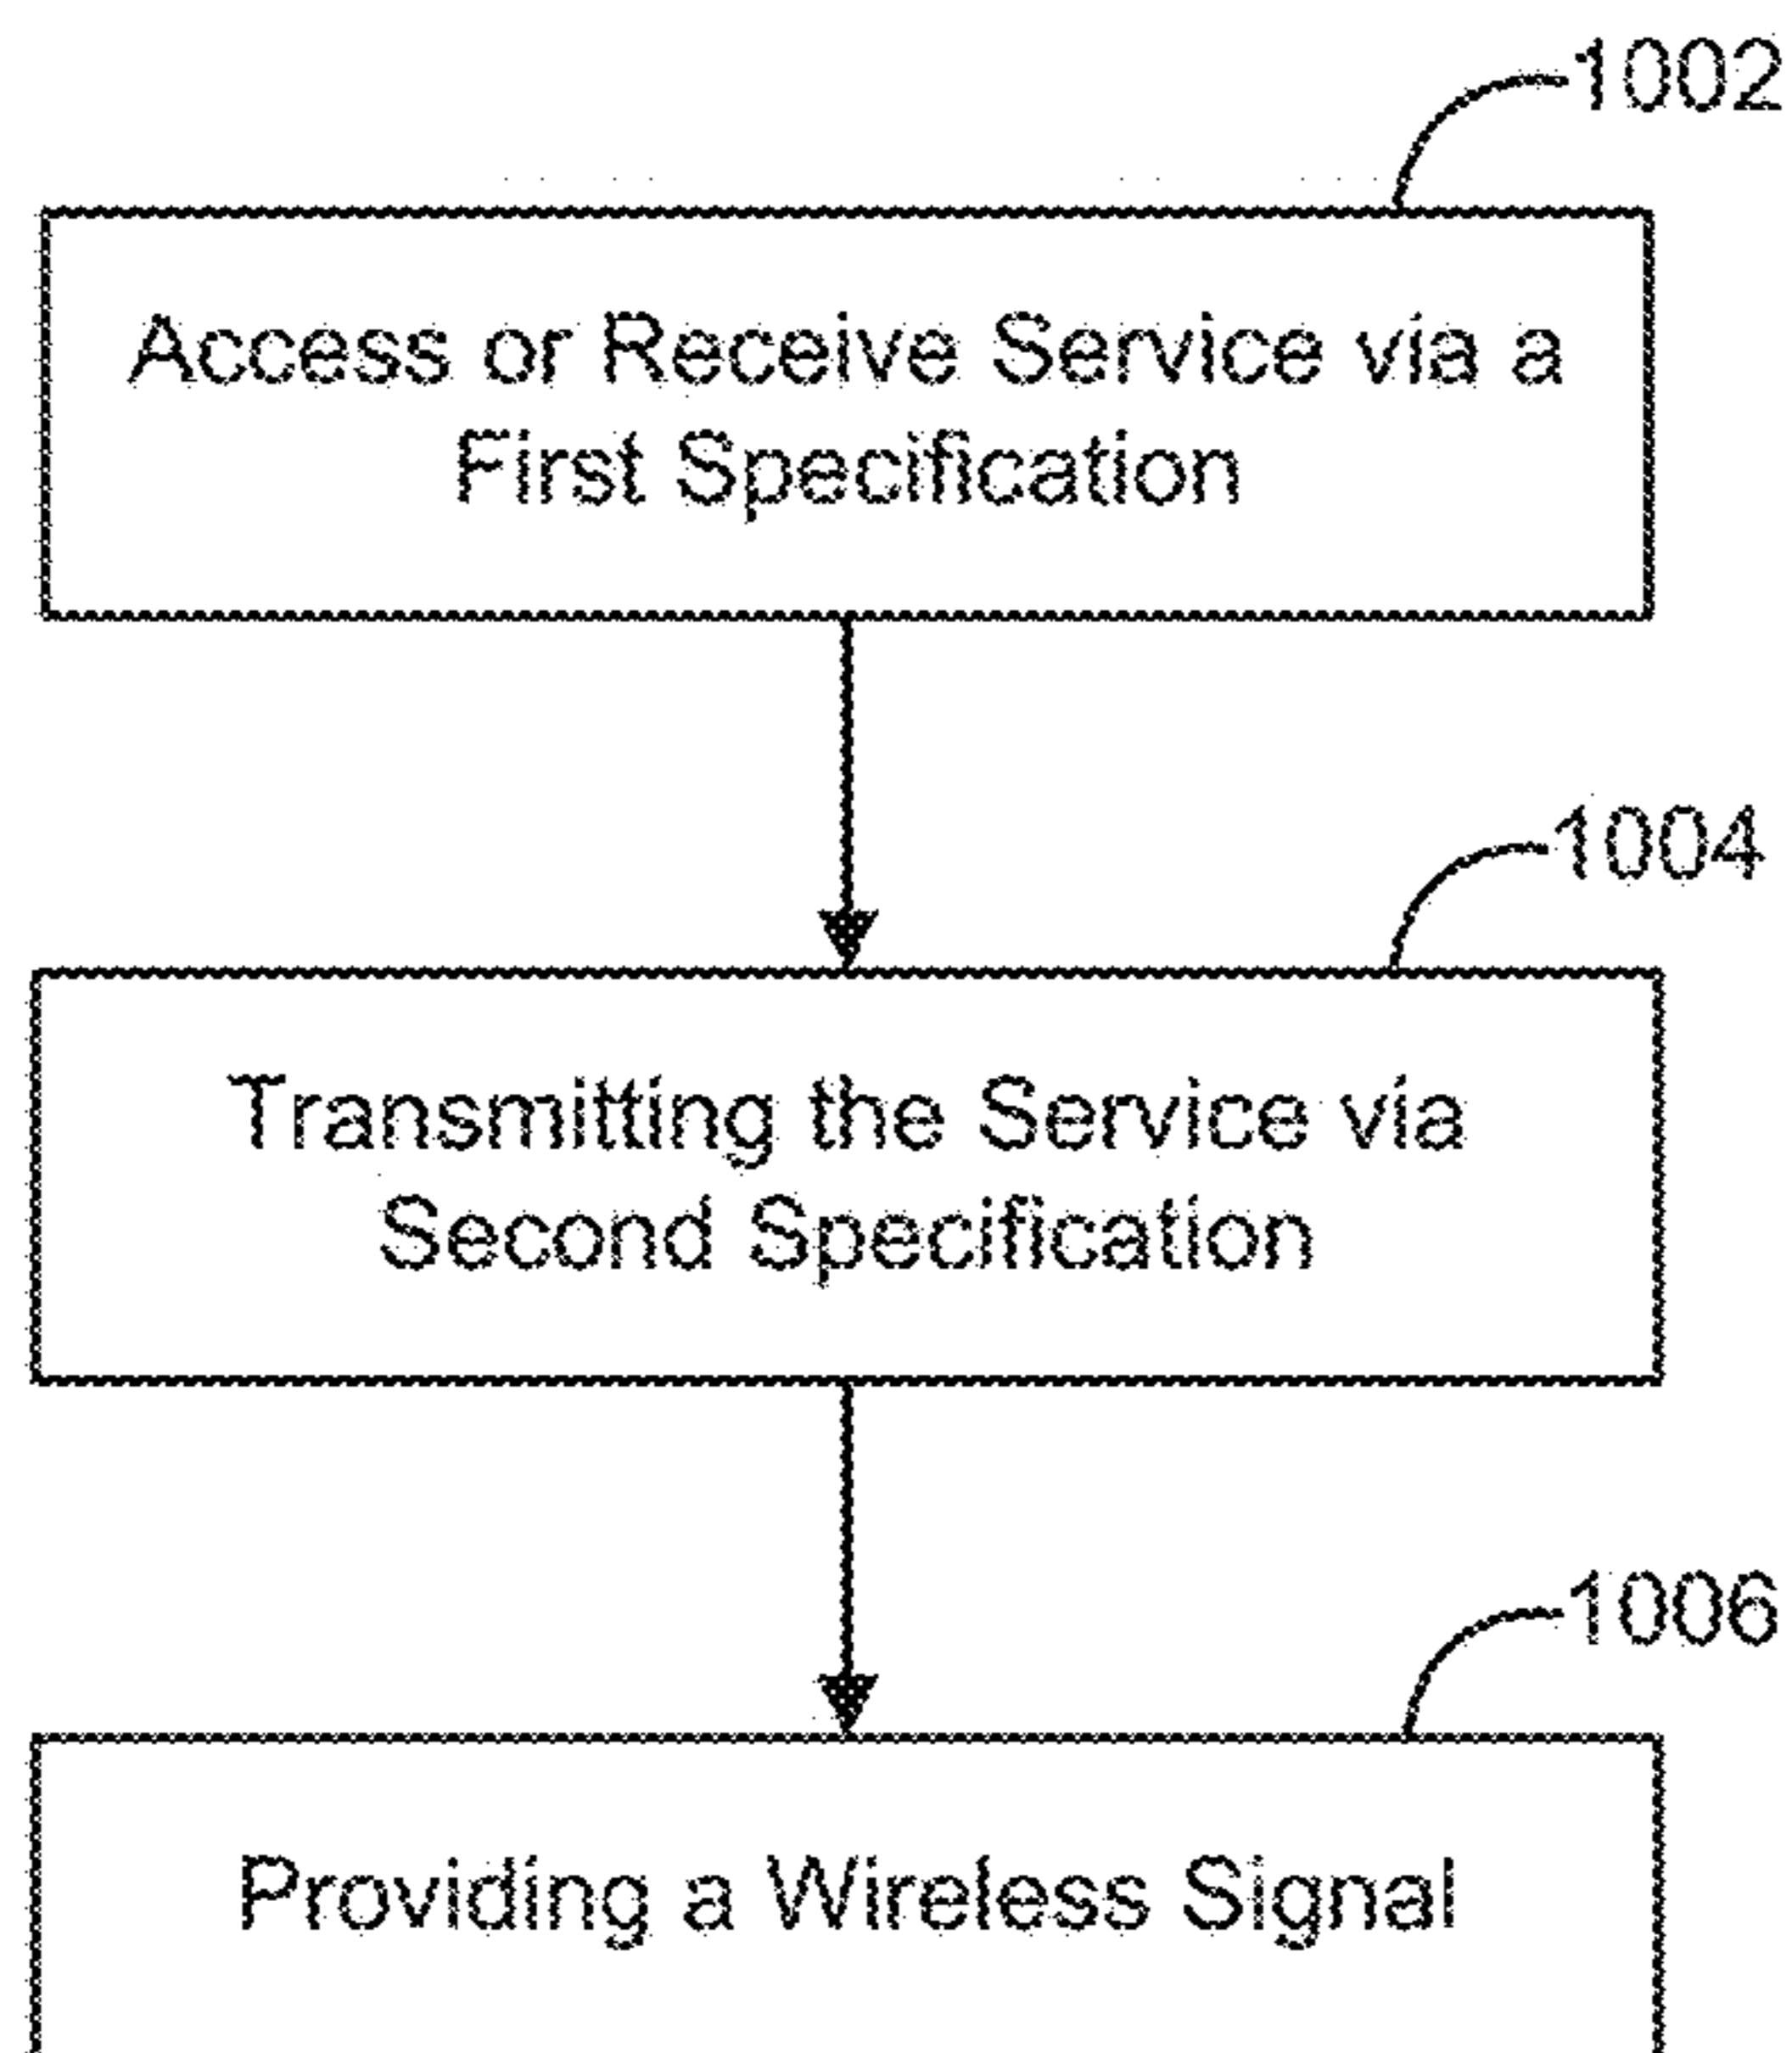 1002
Access or Receive Service via a
First Specification
1004
Transmitting the Service via
Second Specification
1006
Providing a Wireless Signal